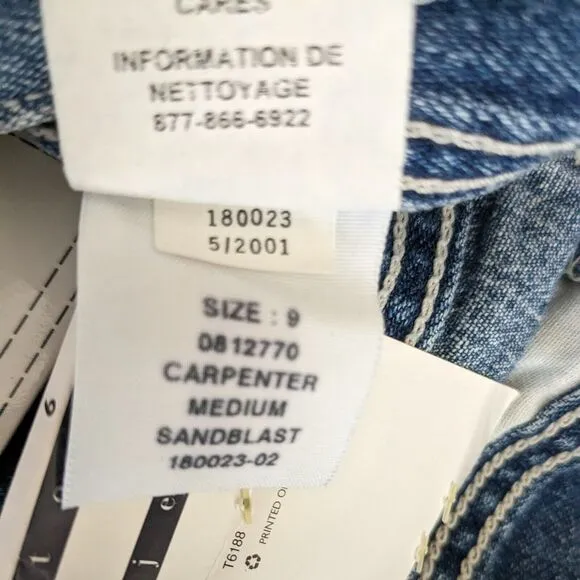 CARES
INFORMATION DE
NETTOYAGE
877-866-6922
180023
5/2001
SIZE : 9
0812770
CARPENTER
MEDIUM
SANDBLAST
180023-02
6
t
e
j
e
T6188
PRINTED O